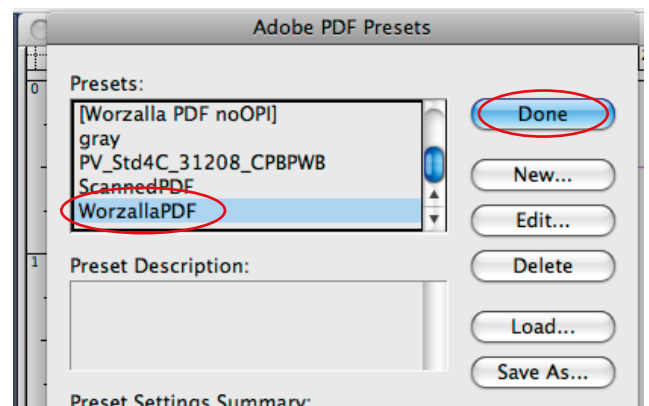 Adobe PDF Presets
0
Presets:
[Worzalla PDF noOPI]
gray
PV_Std4C_31208_CPBPWB
ScannedPDF
WorzallaPDF
Done
New...
Edit...
1
Preset Description:
Delete
Load...
Save As...
Preset Settings Summary: